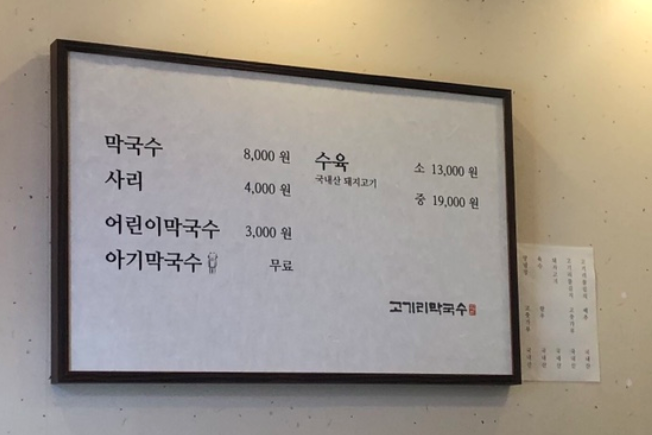 막국수 8,000 원
사리 4,000 원
어린이막국수 3,000 원
아기막국수 무료
수육 소 13,000 원
국내산 돼지고기
중 19,000 원
고기리막국수